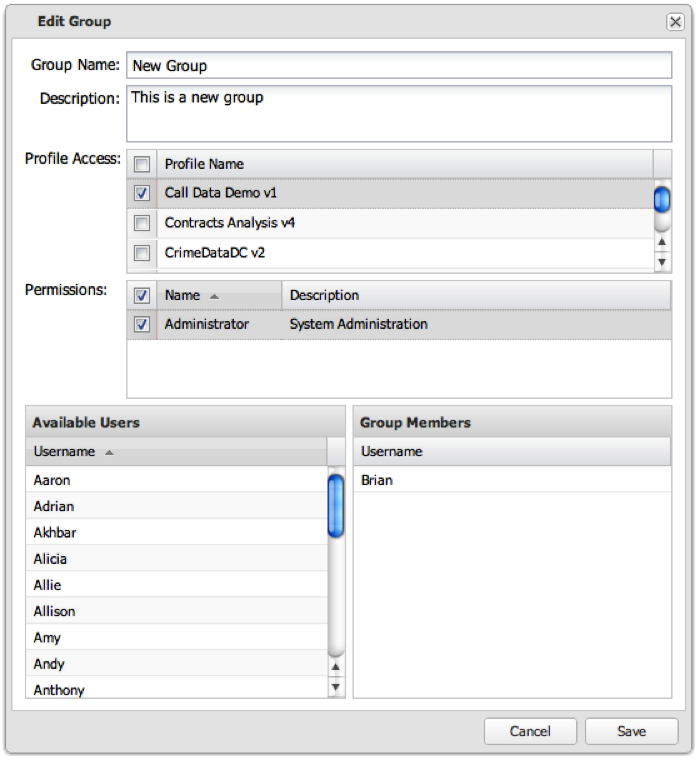 Edit Group
Group Name: New Group
Description: This is a new group
Profile Access: Profile Name
Call Data Demo v1
Contracts Analysis v4
CrimeDataDC v2
Permissions: Name Description
Administrator System Administration
Available Users
Username
Aaron
Adrian
Akhbar
Alicia
Allie
Allison
Amy
Andy
Anthony
Group Members
Username
Brian
Cancel Save